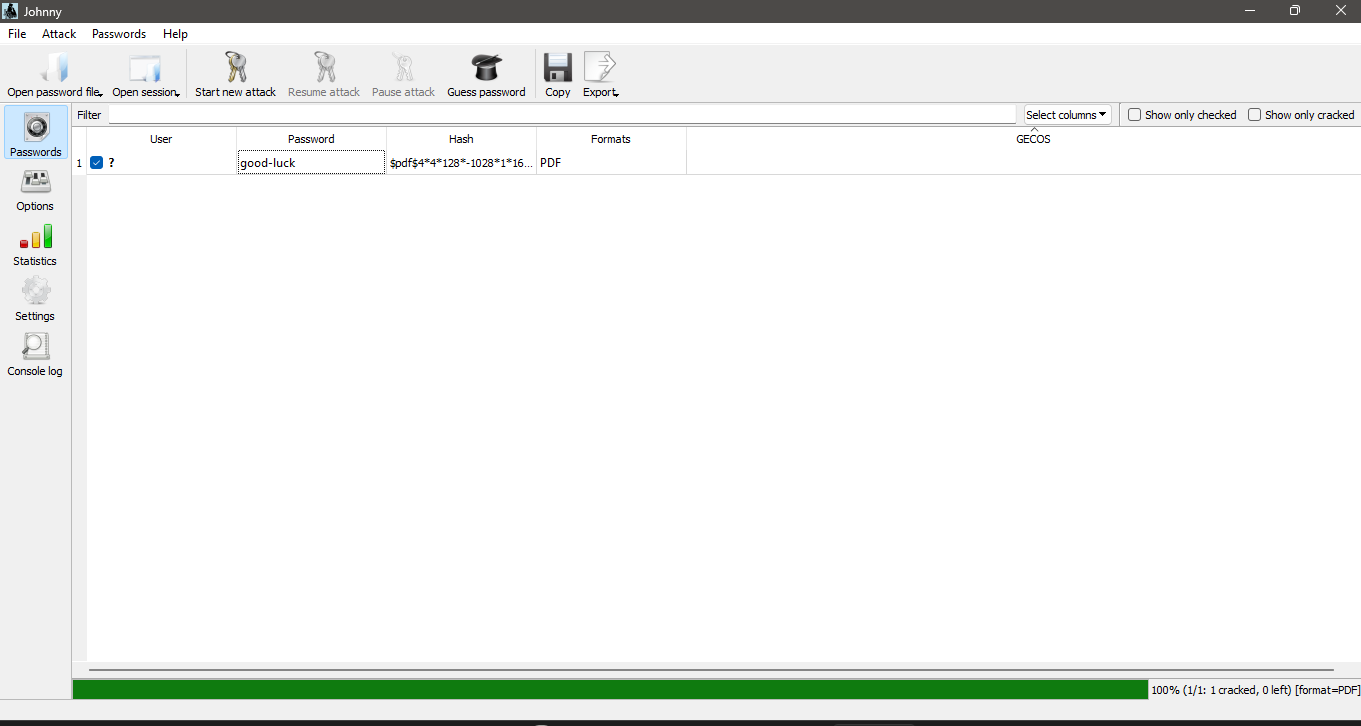 Johnny
File Attack Passwords Help
Open password file Open session Start new attack Resume attack Pause attack Guess password Copy Export
Filter Select columns Show only checked Show only cracked
Passwords
Options
Statistics
Settings
Console log
User Password Hash Formats GECOS
1 ? good-luck $pdf$4*4*128*-1028*1*16... PDF
100% (1/1: 1 cracked, 0 left) [format=PDF]